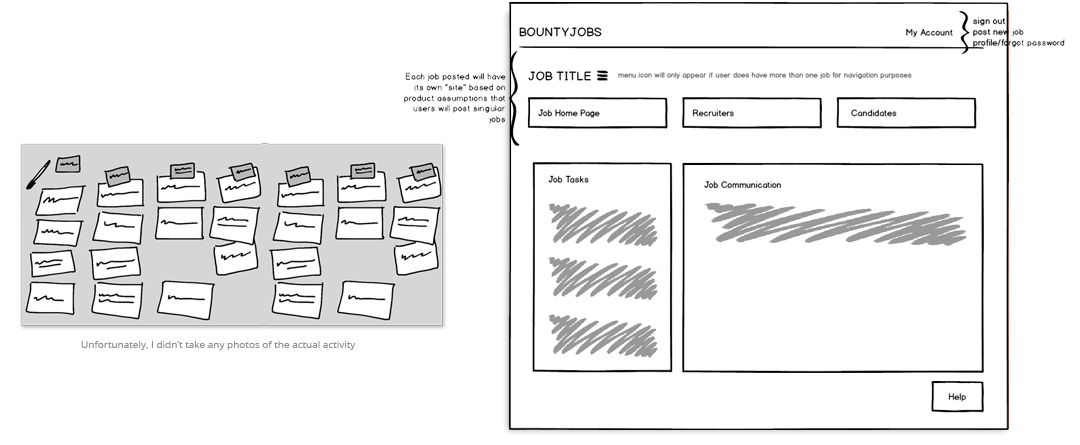 Unfortunately, I didn't take any photos of the actual activity
Each job posted will have
its own "site" based on
product assumptions that
users will post singular
jobs
BOUNTYJOBS
My Account
sign out
post new job
profile/forgot password
JOB TITLE
menu icon will only appear if user does have more than one job for navigation purposes
Job Home Page
Recruiters
Candidates
Job Tasks
Job Communication
Help